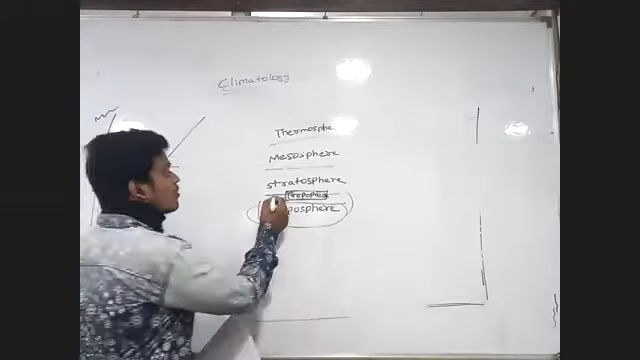 Climatology
Thermosphe
Mesosphere
stratosphere
posphere